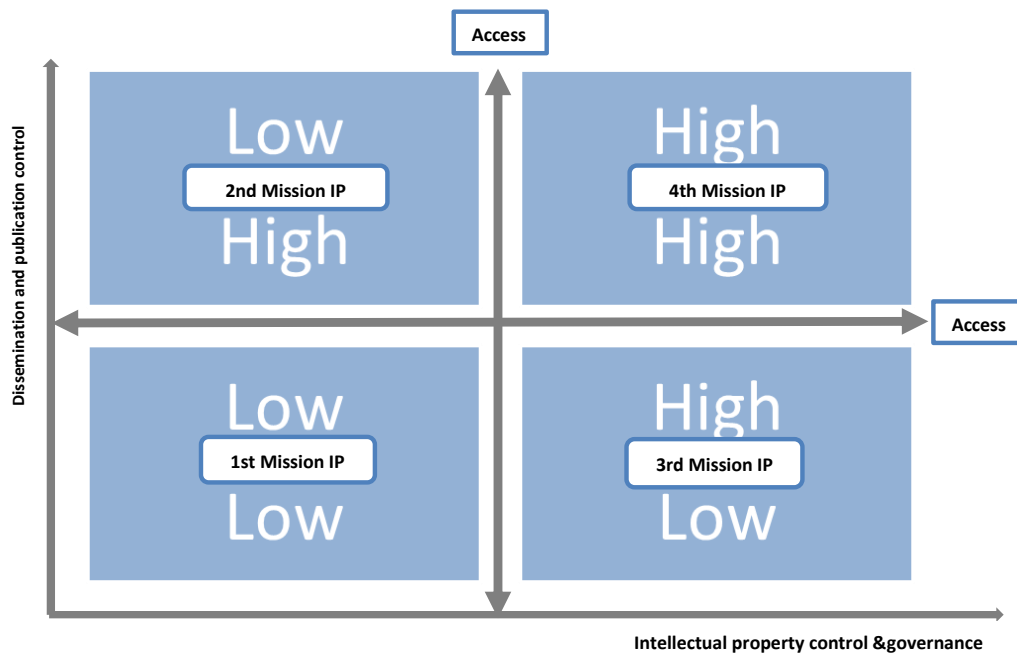 Access
Dissemination and publication control
Low
2nd Mission IP
High
High
4th Mission IP
High
Access
Low
1st Mission IP
Low
High
3rd Mission IP
Low
Intellectual property control &governance